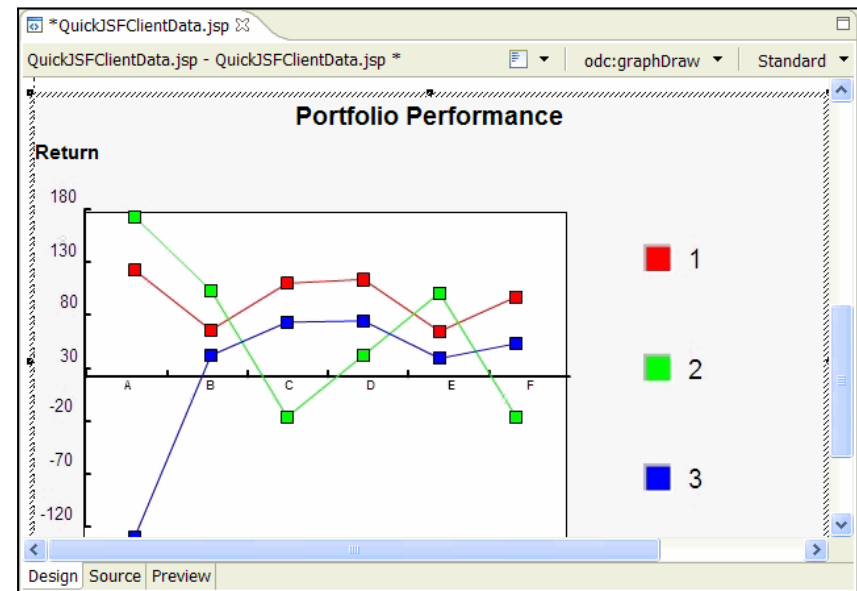 *QuickJSFClientData.jsp
QuickJSFClientData.jsp - QuickJSFClientData.jsp *
odc:graphDraw
Standard
Portfolio Performance
Return
180
130
80
30
-20
-70
-120
A B C D E F
1
2
3
Design Source Preview